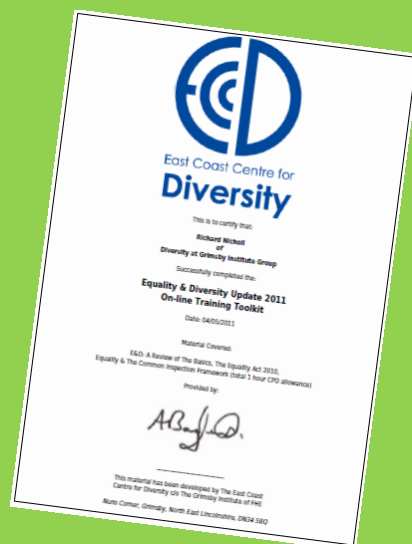 ECD
East Coast Centre for
Diversity
This is to certify that:
Richard Nicholl
of
Diversity at Grimsby Institute Group
Successfully completed the:
Equality & Diversity Update 2011
On-line Training Toolkit
Date: 04/05/2011
Material Covered:
E&D: A Review of The Basics, The Equality Act 2010,
Equality & The Common Inspection Framework (total 1 hour CPD allowance)
Provided by:
This material has been developed by The East Coast
Centre for Diversity c/o The Grimsby Institute of FHE
Nuns Corner, Grimsby, North East Lincolnshire, DN34 5BQ